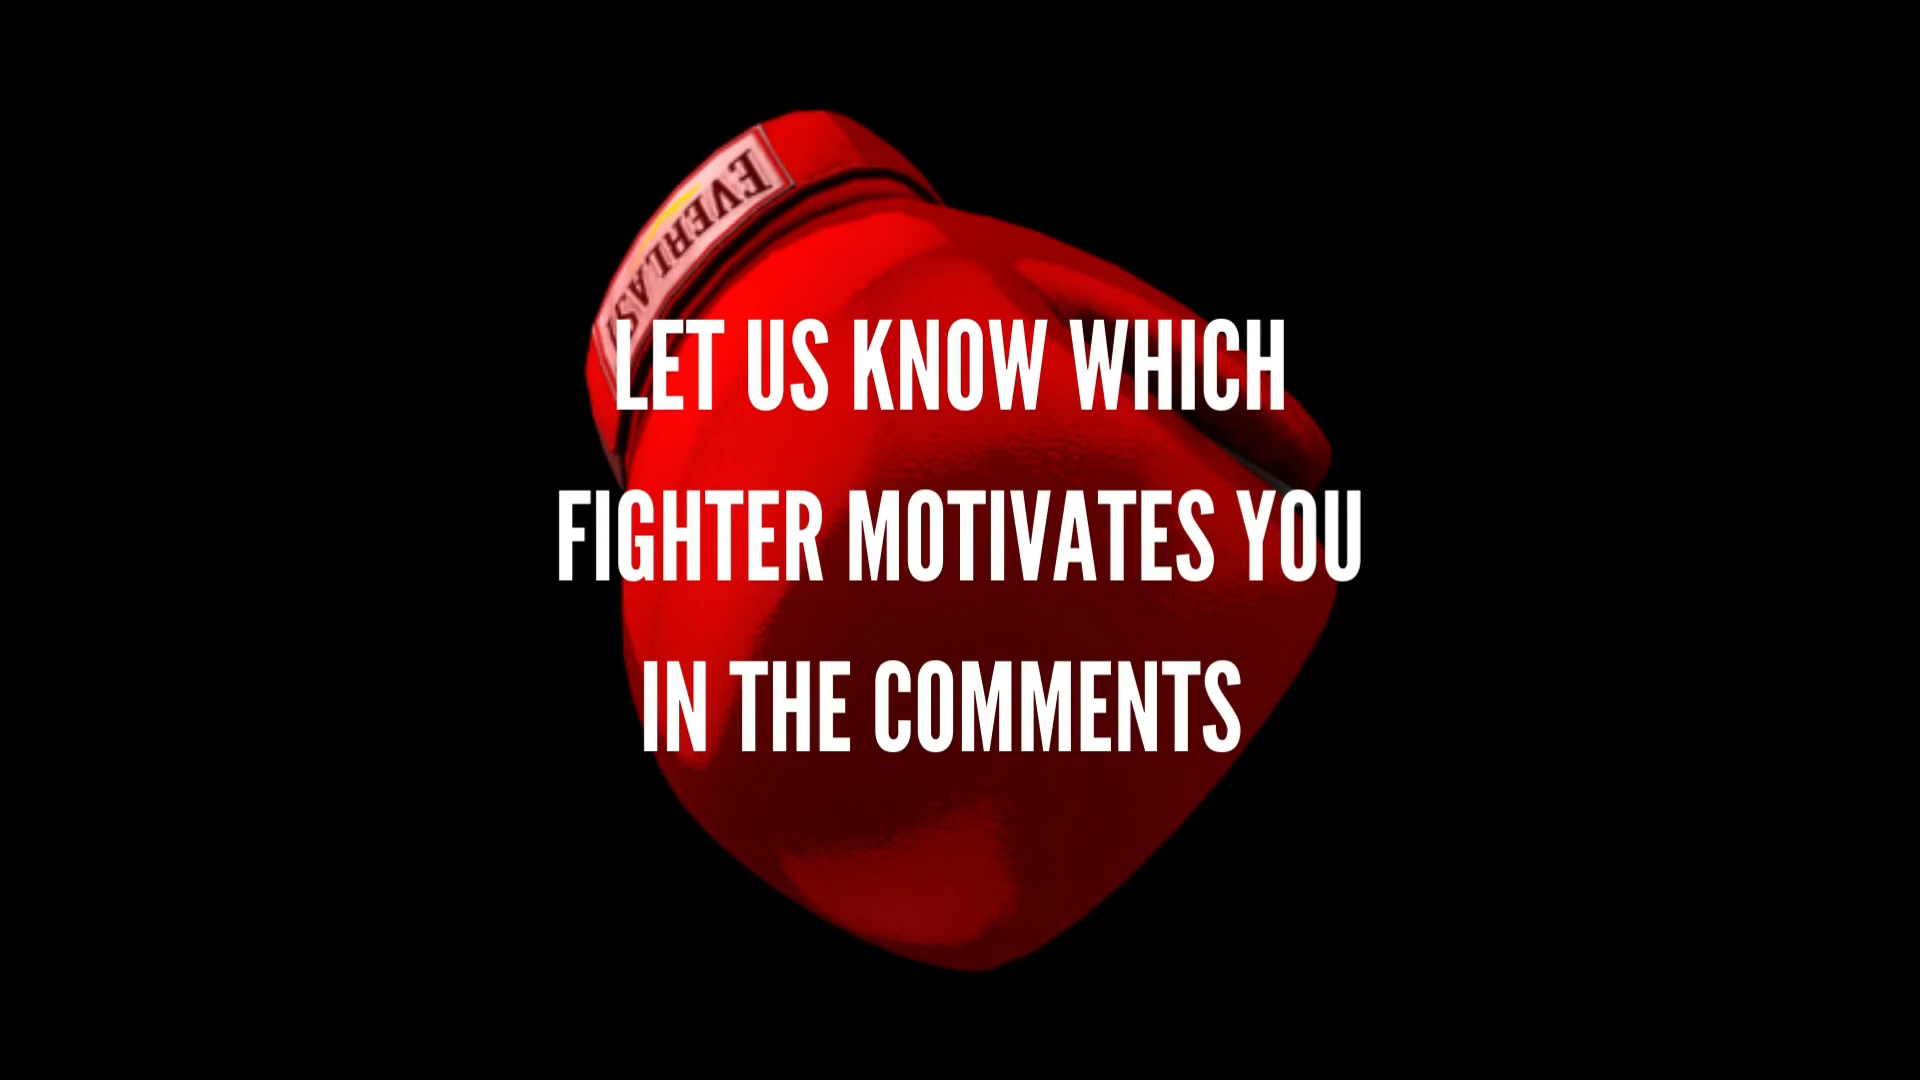 EVERLAST
LET US KNOW WHICH
FIGHTER MOTIVATES YOU
IN THE COMMENTS